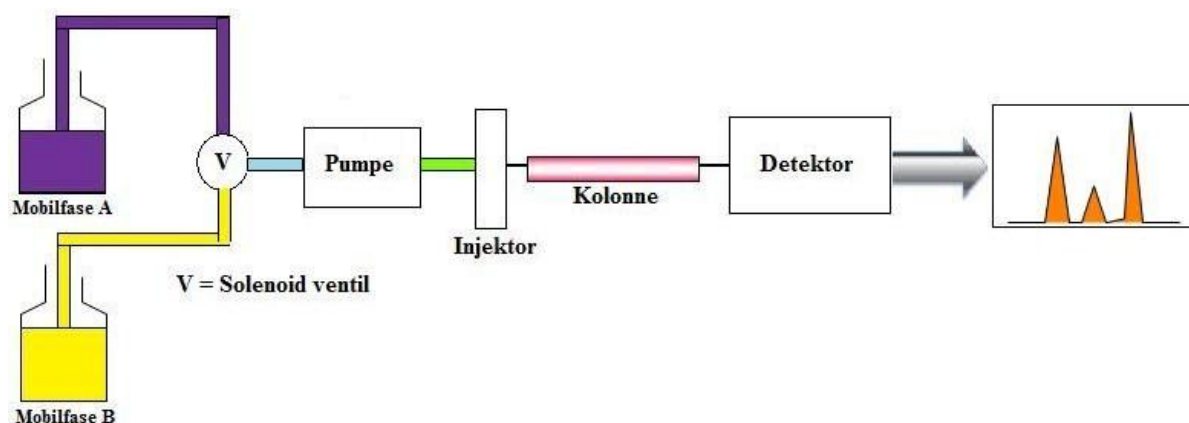 Mobilfase A
V
Pumpe
Injektor
Kolonne
Detektor
V = Solenoid ventil
Mobilfase B